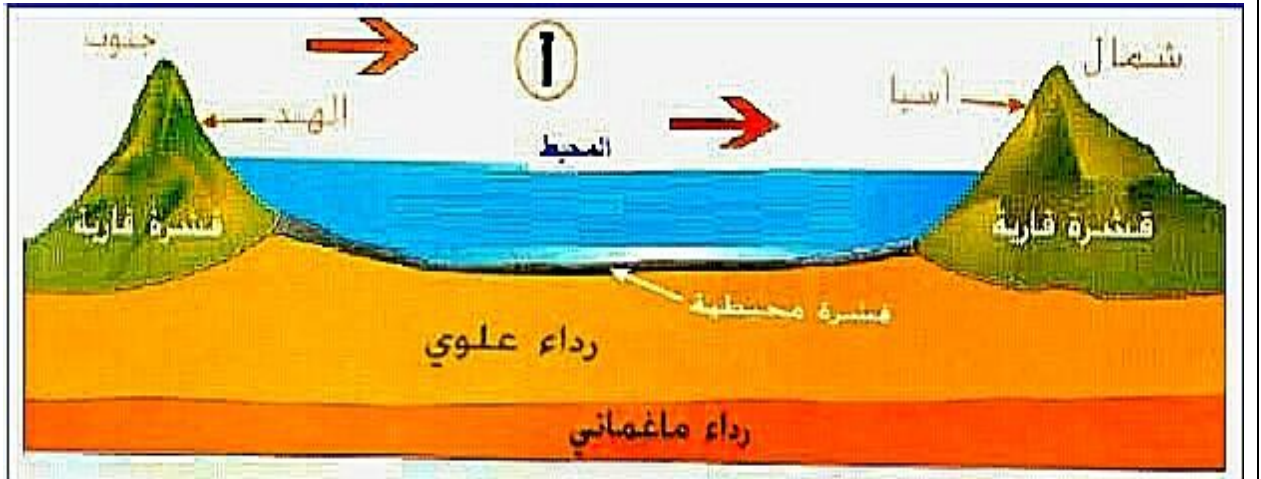 جنوب
شمال
أ
آسيا
الهند
المحيط
قشرة قارية
قشرة قارية
قشرة محيطية
رداء علوي
رداء ماغماتي